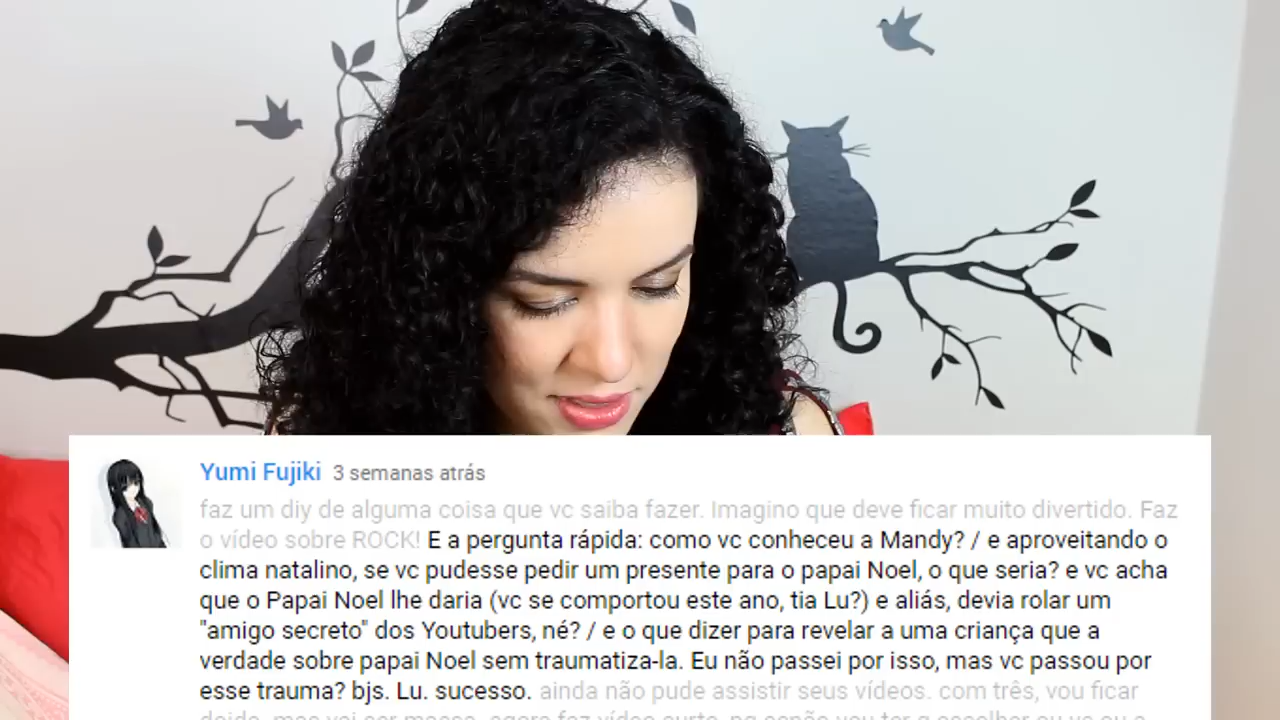 Yumi Fujiki 3 semanas atrás
faz um diy de alguma coisa que vc saiba fazer. Imagino que deve ficar muito divertido. Faz
o vídeo sobre ROCK! E a pergunta rápida: como vc conheceu a Mandy? / e aproveitando o
clima natalino, se vc pudesse pedir um presente para o papai Noel, o que seria? e vc acha
que o Papai Noel lhe daria (vc se comportou este ano, tia Lu?) e aliás, devia rolar um
"amigo secreto" dos Youtubers, né? / e o que dizer para revelar a uma criança que a
verdade sobre papai Noel sem traumatiza-la. Eu não passei por isso, mas vc passou por
esse trauma? bjs. Lu. sucesso. ainda não pude assistir seus vídeos. com três, vou ficar